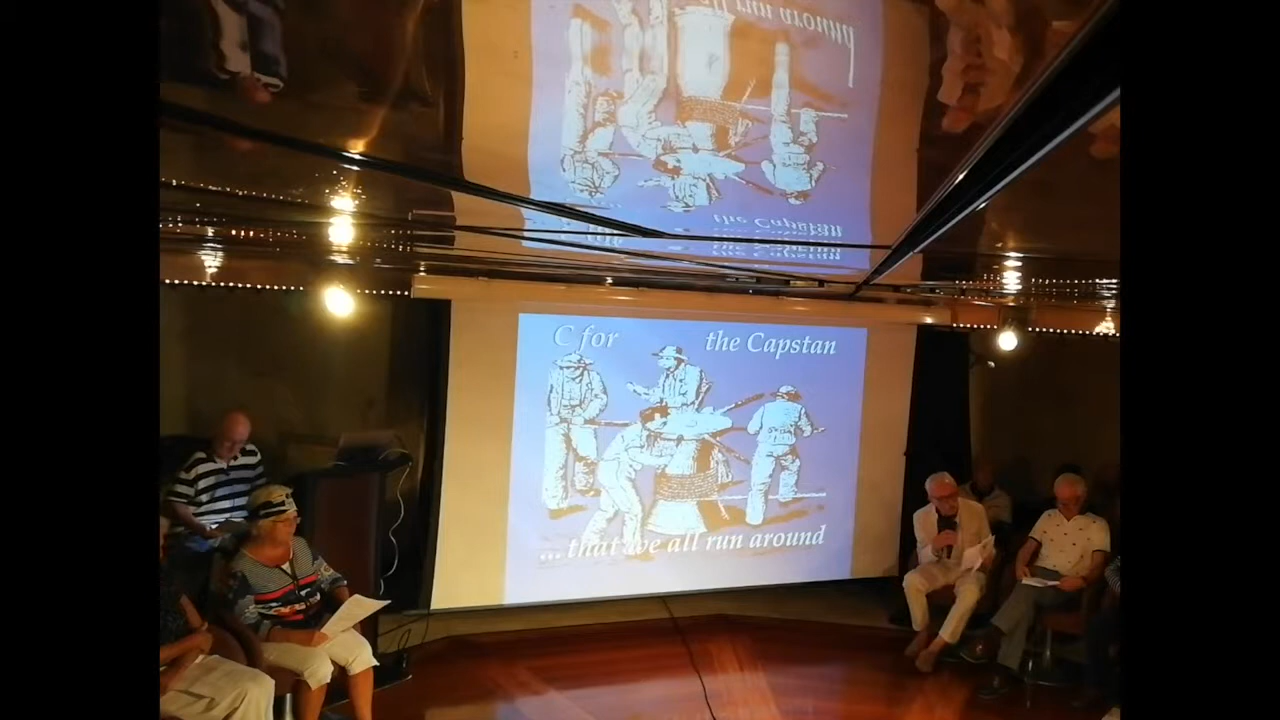 C for the Capstan
... that we all run around